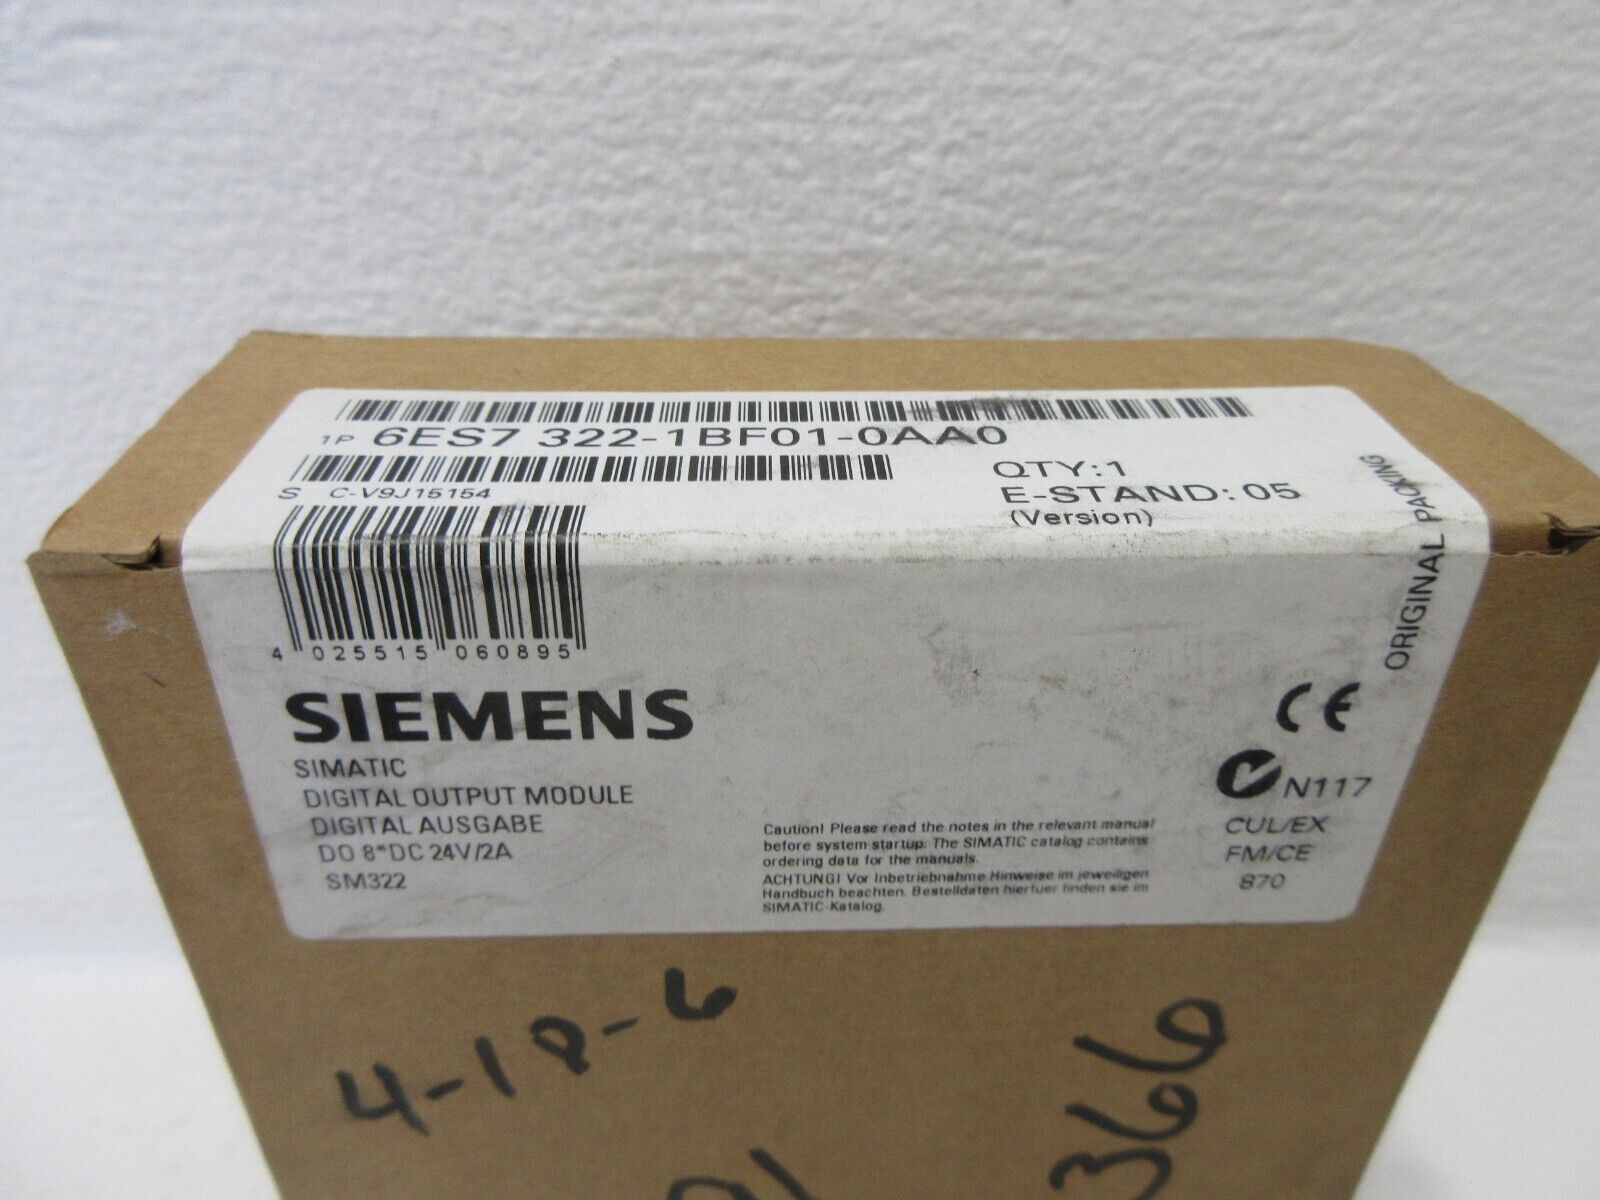 1P 6ES7 322-1BF01-0AA0
S C-V9J15154
QTY:1
E-STAND: 05
(Version)
ORIGINAL PACKING
4 025515 060895
SIEMENS
SIMATIC
DIGITAL OUTPUT MODULE
DIGITAL AUSGABE
DO 8*DC 24V/2A
SM322
Caution! Please read the notes in the relevant manual
before system startup. The SIMATIC catalog contains
ordering data for the manuals.
ACHTUNG! Vor Inbetriebnahme Hinweise im jeweiligen
Handbuch beachten. Bestelldaten hierfuer finden sie im
SIMATIC-Katalog.
CE
N117
CUL/EX
FM/CE
870
4-18-6
366